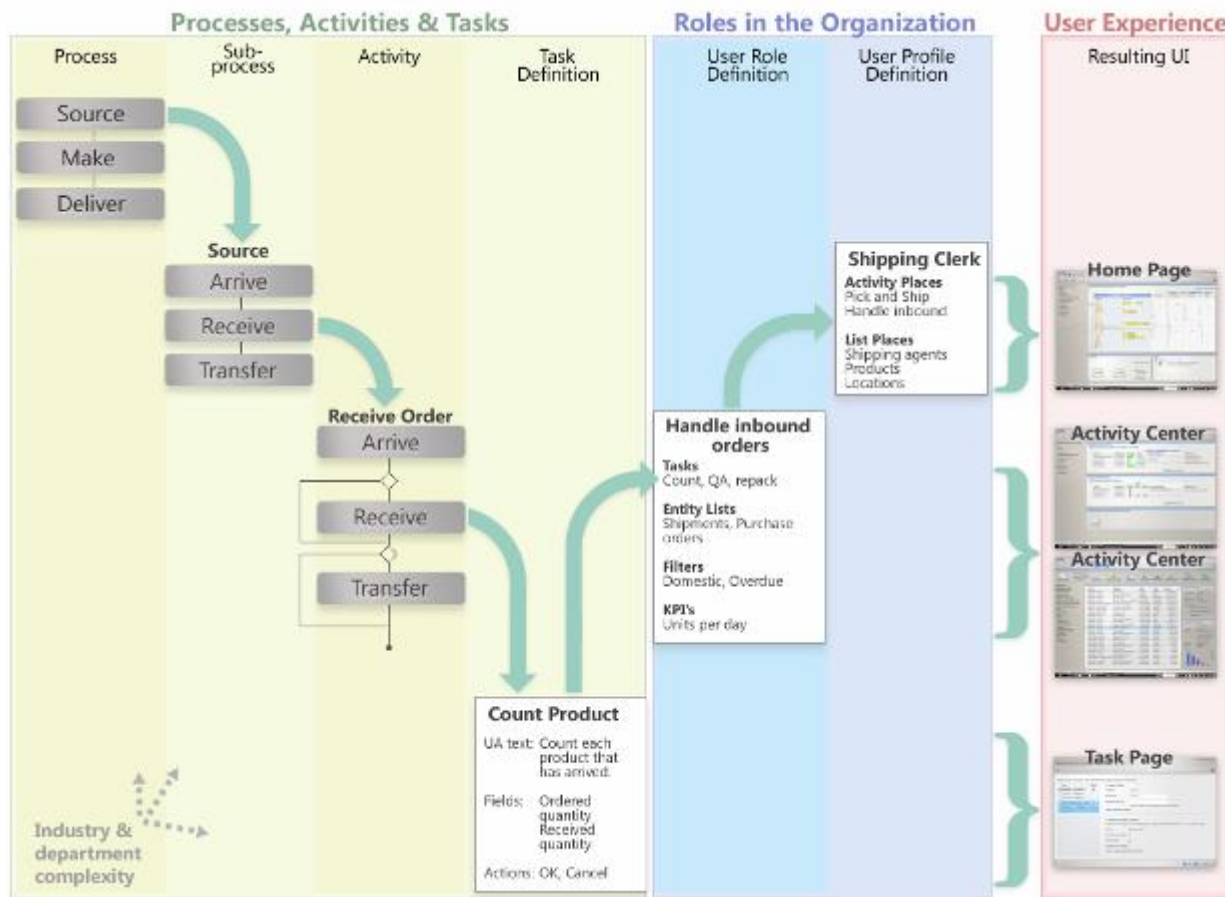 Processes, Activities & Tasks
Roles in the Organization
User Experience
Process
Sub-
process
Activity
Task
Definition
User Role
Definition
User Profile
Definition
Resulting UI
Source
Make
Deliver
Source
Arrive
Receive
Transfer
Receive Order
Arrive
Receive
Transfer
Count Product
UA text: Count each
product that
has arrived.
Fields: Ordered
quantity
Received
quantity
Actions: OK, Cancel
Handle inbound
orders
Tasks
Count, QA, repack
Entity Lists
Shipments, Purchase
orders
Filters
Domestic, Overdue
KPI's
Units per day
Shipping Clerk
Activity Places
Pick and Ship
Handle inbound
List Places
Shipping agents
Products
Locations
Home Page
Activity Center
Activity Center
Task Page
Industry &
department
complexity